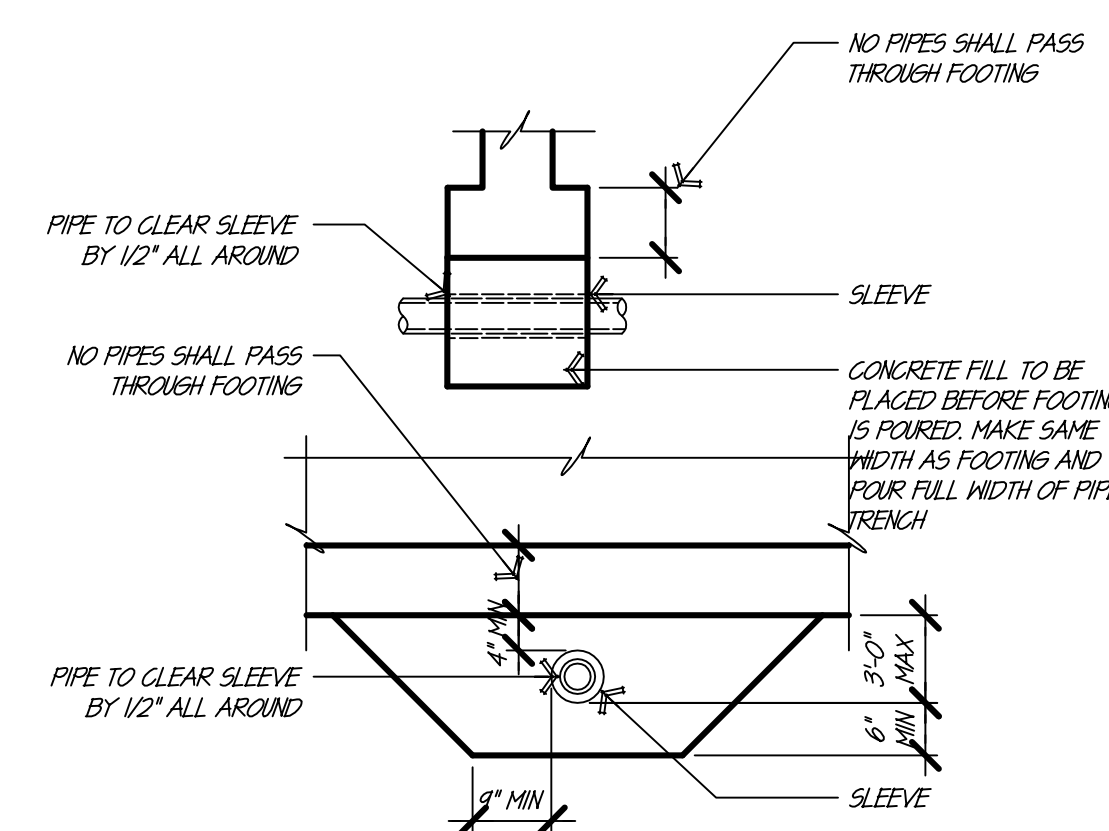 NO PIPES SHALL PASS
THROUGH FOOTING
PIPE TO CLEAR SLEEVE
BY 1/2" ALL AROUND
SLEEVE
NO PIPES SHALL PASS
THROUGH FOOTING
CONCRETE FILL TO BE
PLACED BEFORE
IS POURED. MAKE SAME
WIDTH AS FOOTING AND
POUR FULL WIDTH OF
TRENCH
4" MIN
3'-0"
MAX
PIPE TO CLEAR SLEEVE
BY 1/2" ALL AROUND
6"
MIN
9" MIN
SLEEVE